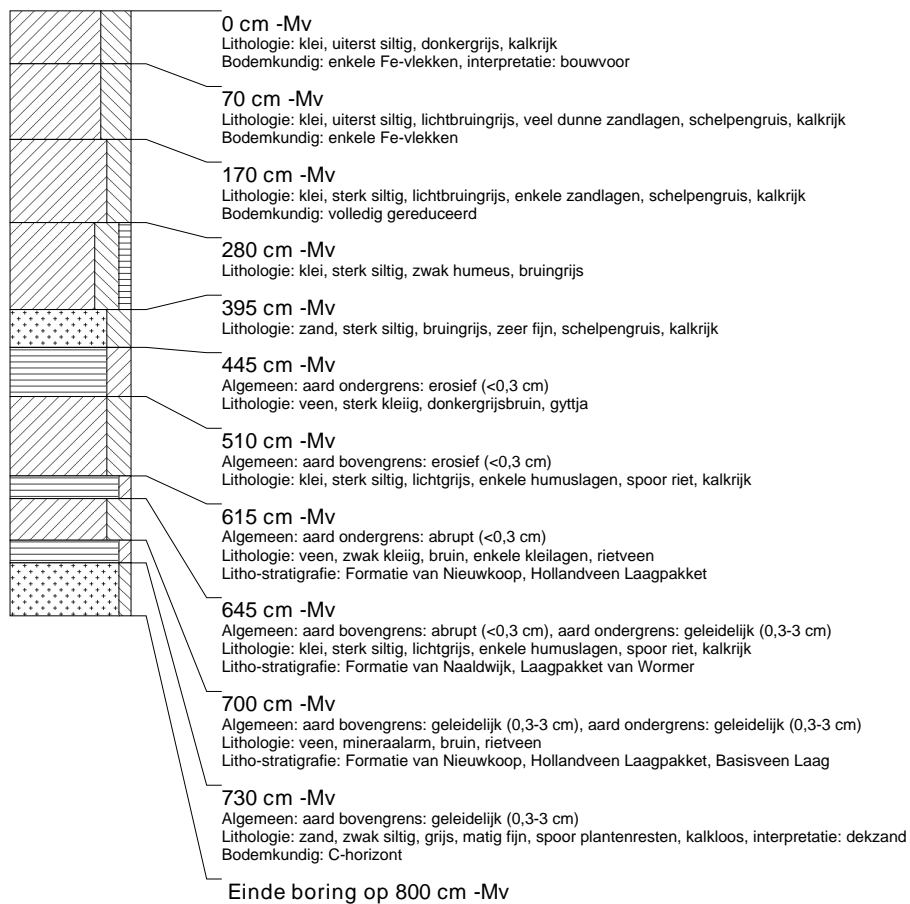 0 cm -Mv
Lithologie: klei, uiterst siltig, donkergrijs, kalkrijk
Bodemkundig: enkele Fe-vlekken, interpretatie: bouwvoor
70 cm -Mv
Lithologie: klei, uiterst siltig, lichtbruingrijs, veel dunne zandlagen, schelpengruis, kalkrijk
Bodemkundig: enkele Fe-vlekken
170 cm -Mv
Lithologie: klei, sterk siltig, lichtbruingrijs, enkele zandlagen, schelpengruis, kalkrijk
Bodemkundig: volledig gereduceerd
280 cm -Mv
Lithologie: klei, sterk siltig, zwak humeus, bruingrijs
395 cm -Mv
Lithologie: zand, sterk siltig, bruingrijs, zeer fijn, schelpengruis, kalkrijk
445 cm -Mv
Algemeen: aard ondergrens: erosief (<0,3 cm)
Lithologie: veen, sterk kleiig, donkergrijsbruin, gyttja
510 cm -Mv
Algemeen: aard bovengrens: erosief (<0,3 cm)
Lithologie: klei, sterk siltig, lichtgrijs, enkele humuslagen, spoor riet, kalkrijk
615 cm -Mv
Algemeen: aard ondergrens: abrupt (<0,3 cm)
Lithologie: veen, zwak kleiig, bruin, enkele kleilagen, rietveen
Litho-stratigrafie: Formatie van Nieuwkoop, Hollandveen Laagpakket
645 cm -Mv
Algemeen: aard bovengrens: abrupt (<0,3 cm), aard ondergrens: geleidelijk (0,3-3 cm)
Lithologie: klei, sterk siltig, lichtgrijs, enkele humuslagen, spoor riet, kalkrijk
Litho-stratigrafie: Formatie van Naaldwijk, Laagpakket van Wormer
700 cm -Mv
Algemeen: aard bovengrens: geleidelijk (0,3-3 cm), aard ondergrens: geleidelijk (0,3-3 cm)
Lithologie: veen, mineraalarm, bruin, rietveen
Litho-stratigrafie: Formatie van Nieuwkoop, Hollandveen Laagpakket, Basisveen Laag
730 cm -Mv
Algemeen: aard bovengrens: geleidelijk (0,3-3 cm)
Lithologie: zand, zwak siltig, grijs, matig fijn, spoor plantenresten, kalkloos, interpretatie: dekzand
Bodemkundig: C-horizont
Einde boring op 800 cm -Mv